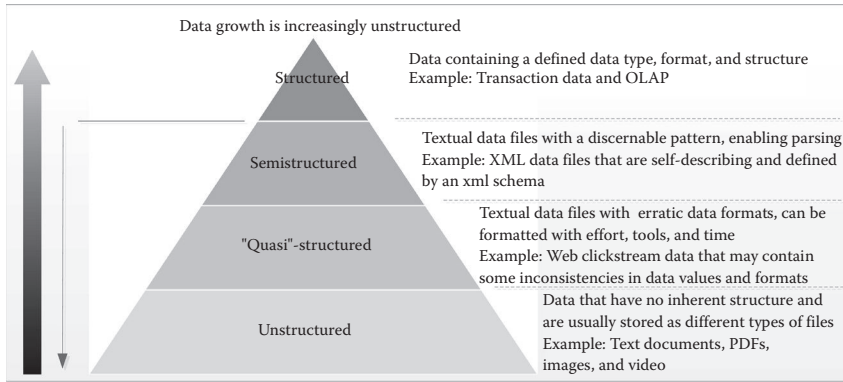 Data growth is increasingly unstructured
Structured
Data containing a defined data type, format, and structure
Example: Transaction data and OLAP
Semistructured
Textual data files with a discernable pattern, enabling parsing
Example: XML data files that are self-describing and defined
by an xml schema
"Quasi"-structured
Textual data files with erratic data formats, can be
formatted with effort, tools, and time
Example: Web clickstream data that may contain
some inconsistencies in data values and formats
Unstructured
Data that have no inherent structure and
are usually stored as different types of files
Example: Text documents, PDFs,
images, and video